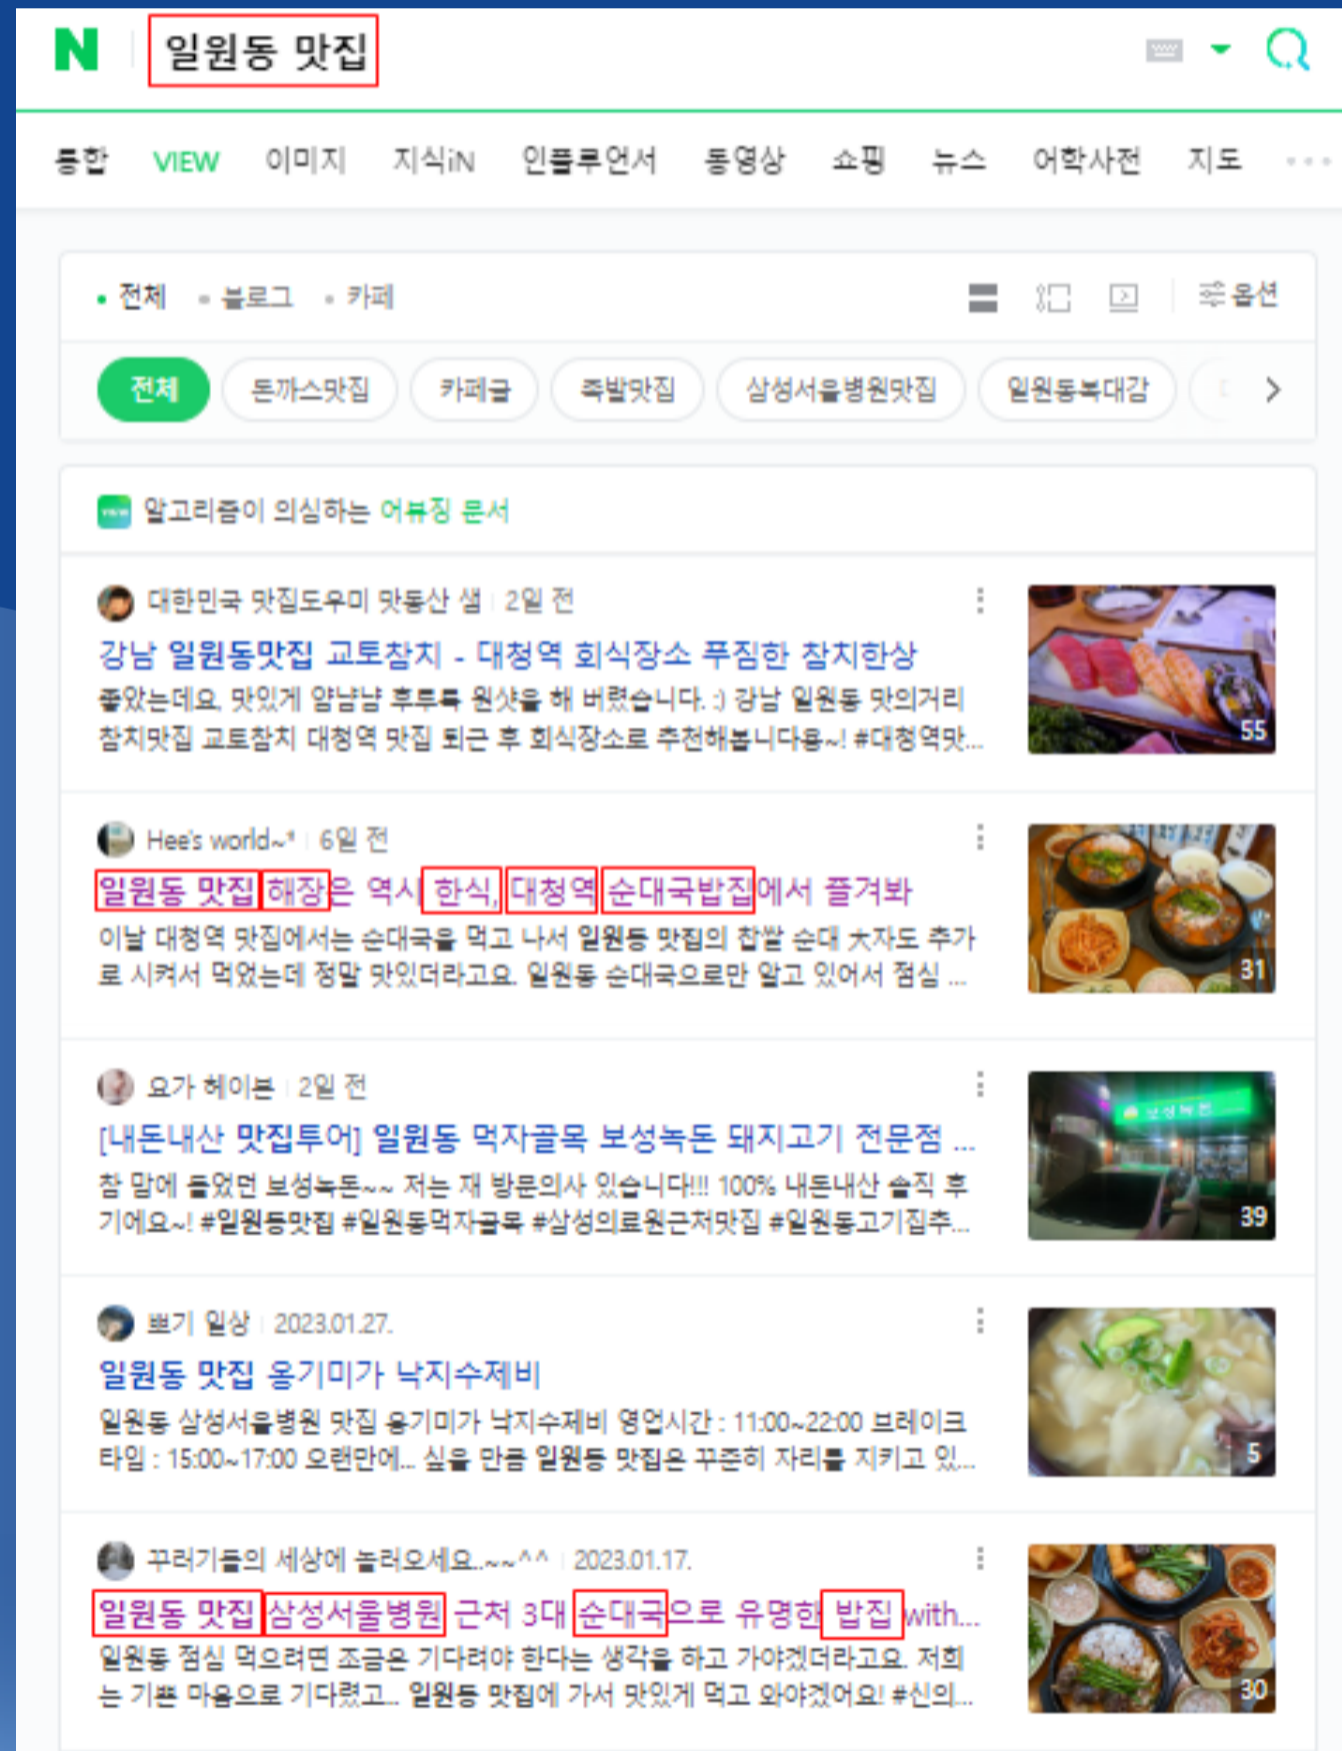 N 일원동 맛집
통합 VIEW 이미지 지식iN 인플루언서 동영상 쇼핑 뉴스 어학사전 지도
전체 블로그 카페 옵션
전체 돈까스맛집 카페글 족발맛집 삼성서울병원맛집 일원동복대감
알고리즘이 의심하는 어뷰징 문서
대한민국 맛집도우미 맛동산 샘 2일 전
강남 일원동맛집 교토참치 - 대청역 회식장소 푸짐한 참치한상
좋았는데요, 맛있게 얌냠냠 후루룩 원샷을 해 버렸습니다. :) 강남 일원동 맛의거리
참치맛집 교토참치 대청역 맛집 퇴근 후 회식장소로 추천해봅니다용~! #대청역맛...
55
Hee's world~* 6일 전
일원동 맛집 해장은 역시 한식, 대청역 순대국밥집에서 즐겨봐
이날 대청역 맛집에서는 순대국을 먹고 나서 일원동 맛집의 찹쌀 순대 大자도 추가
로 시켜서 먹었는데 정말 맛있더라고요. 일원동 순대국으로만 알고 있어서 점심 ...
31
요가 헤이븐 2일 전
[내돈내산 맛집투어] 일원동 먹자골목 보성녹돈 돼지고기 전문점 ...
참 맘에 들었던 보성녹돈~~ 저는 재 방문의사 있습니다!!! 100% 내돈내산 솔직 후
기에요~! #일원동맛집 #일원동먹자골목 #삼성의료원근처맛집 #일원동고기집추...
보성녹돈
39
뽀기 일상 2023.01.27.
일원동 맛집 옹기미가 낙지수제비
일원동 삼성서울병원 맛집 옹기미가 낙지수제비 영업시간 : 11:00~22:00 브레이크
타임 : 15:00~17:00 오랜만에... 싶을 만큼 일원동 맛집은 꾸준히 자리를 지키고 있...
5
꾸러기들의 세상에 놀러오세요..~~^^ 2023.01.17.
일원동 맛집 삼성서울병원 근처 3대 순대국으로 유명한 밥집 with...
일원동 점심 먹으려면 조금은 기다려야 한다는 생각을 하고 가야겠더라고요. 저희
는 기쁜 마음으로 기다렸고... 일원동 맛집에 가서 맛있게 먹고 와야겠어요! #신의...
30